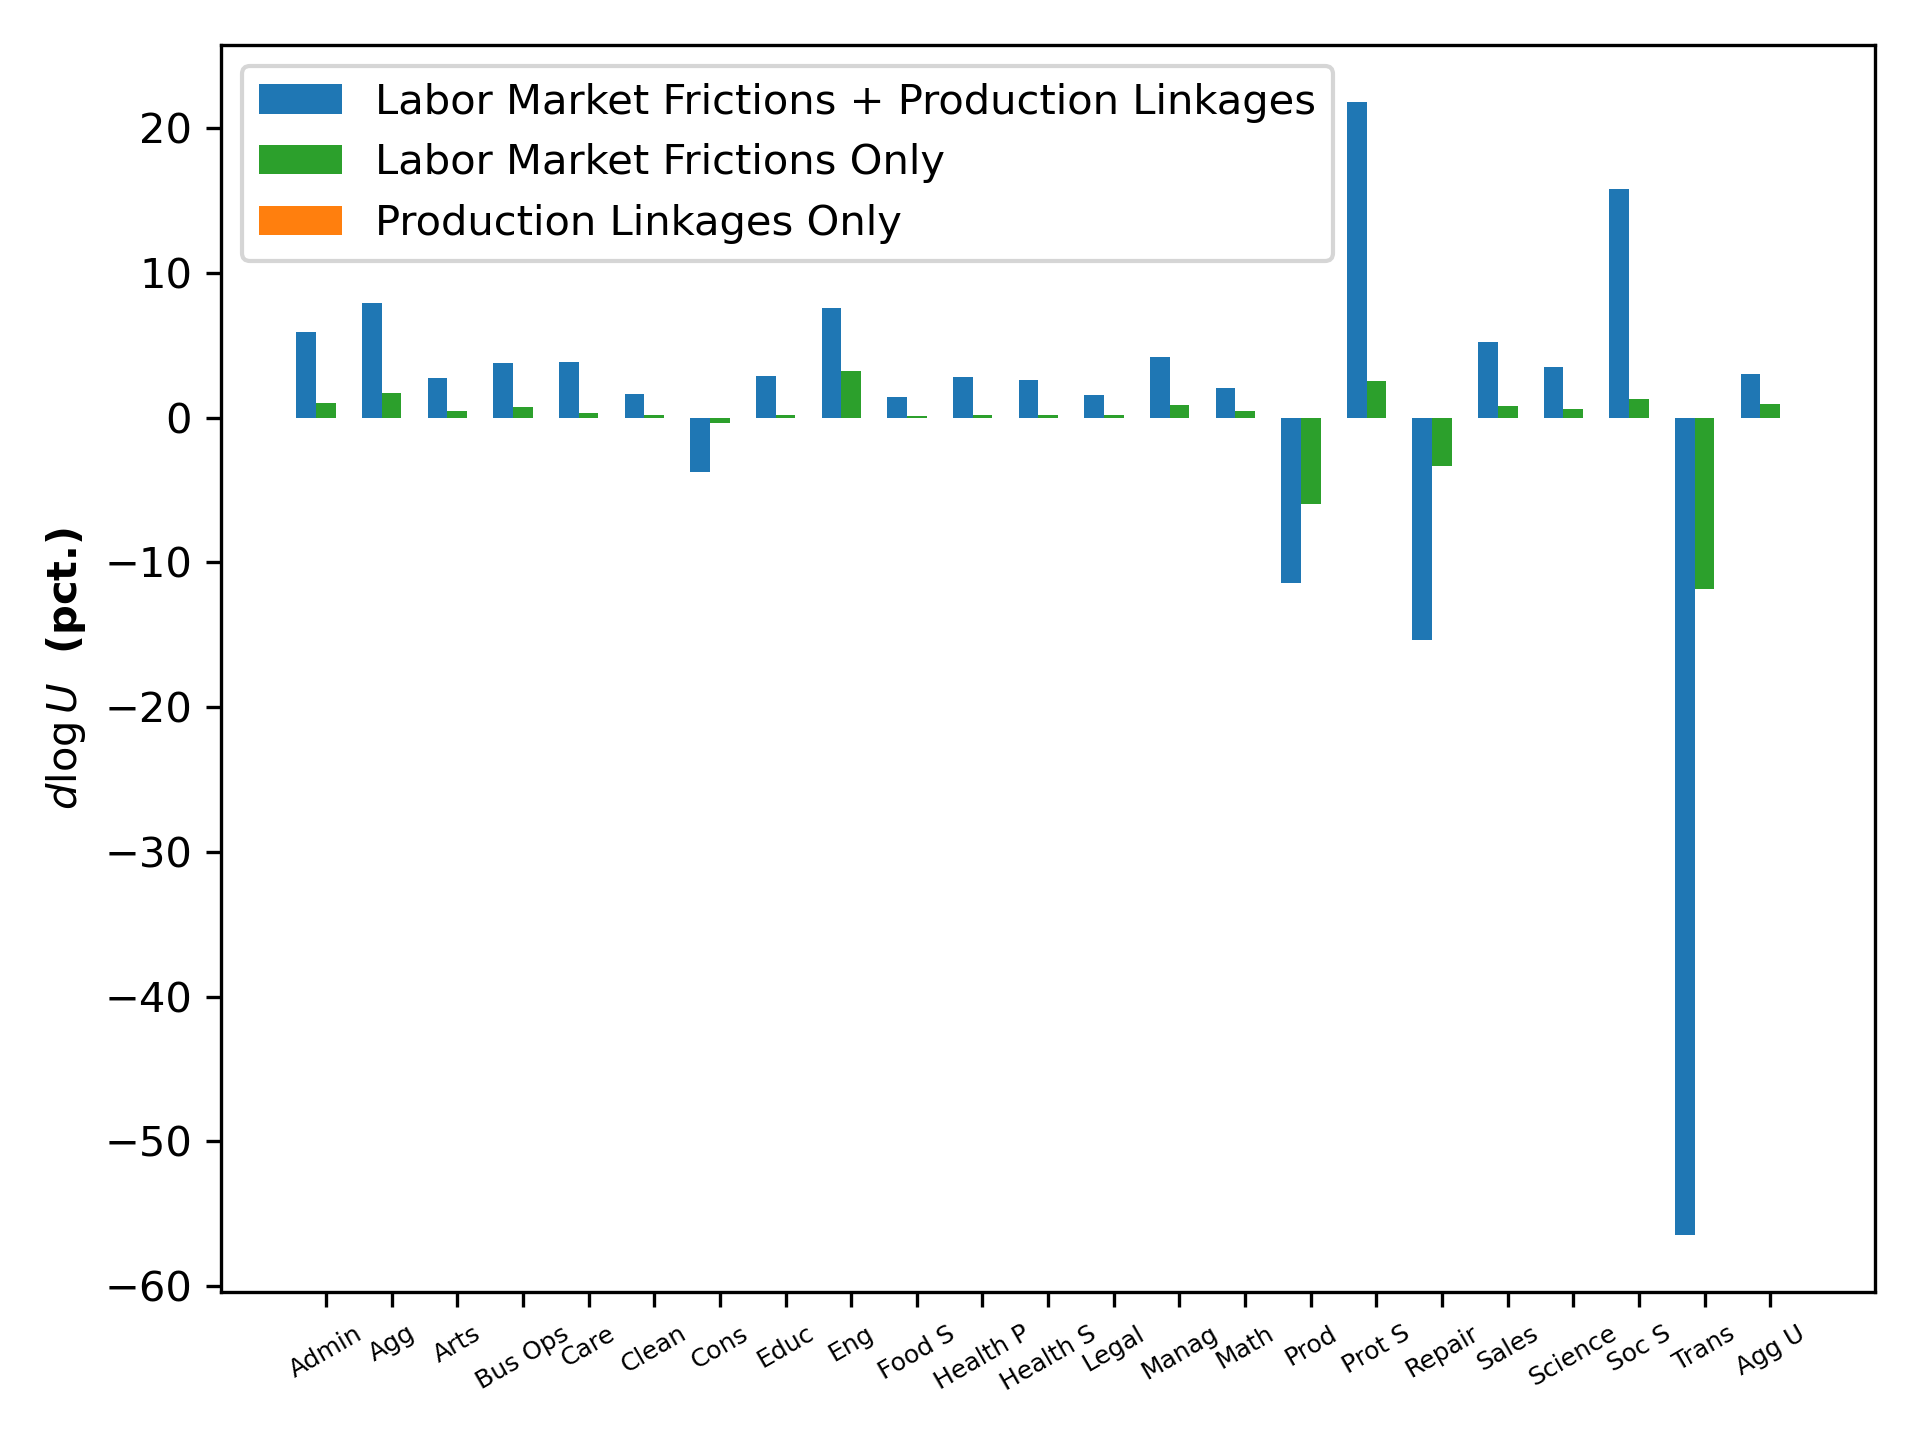 Labor Market Frictions + Production Linkages
Labor Market Frictions Only
Production Linkages Only
20
10
0
−10
−20
−30
−40
−50
−60
d log U (pct.)
Admin
Agg
Arts
Bus Ops
Care
Clean
Cons
Educ
Eng
Food S
Health P
Health S
Legal
Manag
Math
Prod
Prot S
Repair
Sales
Science
Soc S
Trans
Agg U